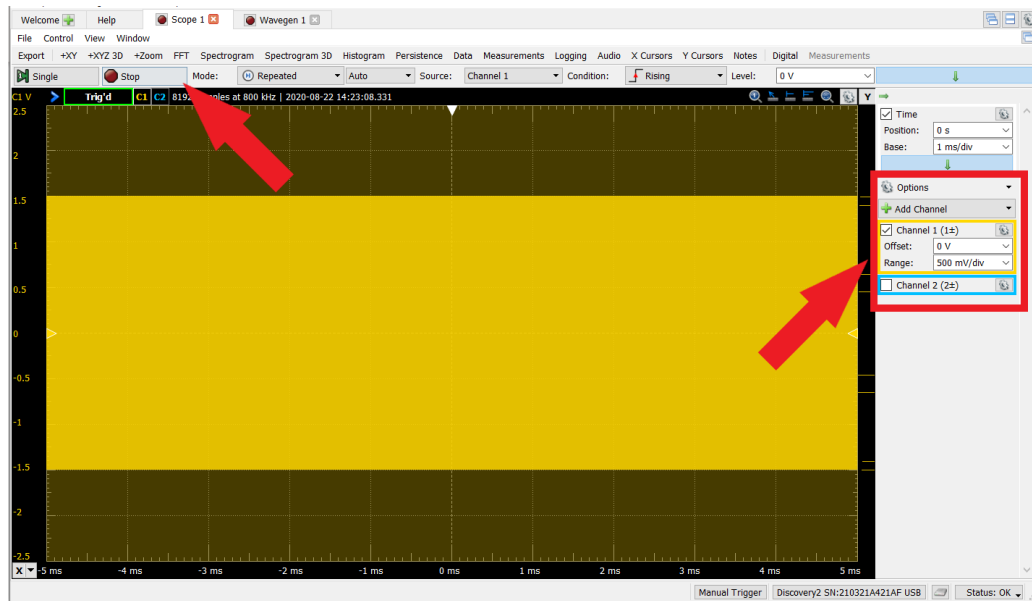 Welcome Help Scope 1 Wavegen 1
File Control View Window
Export +XY +XYZ 3D +Zoom FFT Spectrogram Spectrogram 3D Histogram Persistence Data Measurements Logging Audio X Cursors Y Cursors Notes Digital Measurements
Single Stop Mode: Repeated Auto Source: Channel 1 Condition: Rising Level: 0 V
C1 V Trig'd C1 C2 at 800 kHz | 2020-08-22 14:23:08.331 Y
2.5
2
1.5
1
0.5
0
-0.5
-1
-1.5
-2
-2.5
X -5 ms -4 ms -3 ms -2 ms -1 ms 0 ms 1 ms 2 ms 3 ms 4 ms 5 ms
Time
Position: 0 s
Base: 1 ms/div
Options
Add Channel
Channel 1 (1±)
Offset: 0 V
Range: 500 mV/div
Channel 2 (2±)
Manual Trigger Discovery2 SN:210321A421AF USB Status: OK